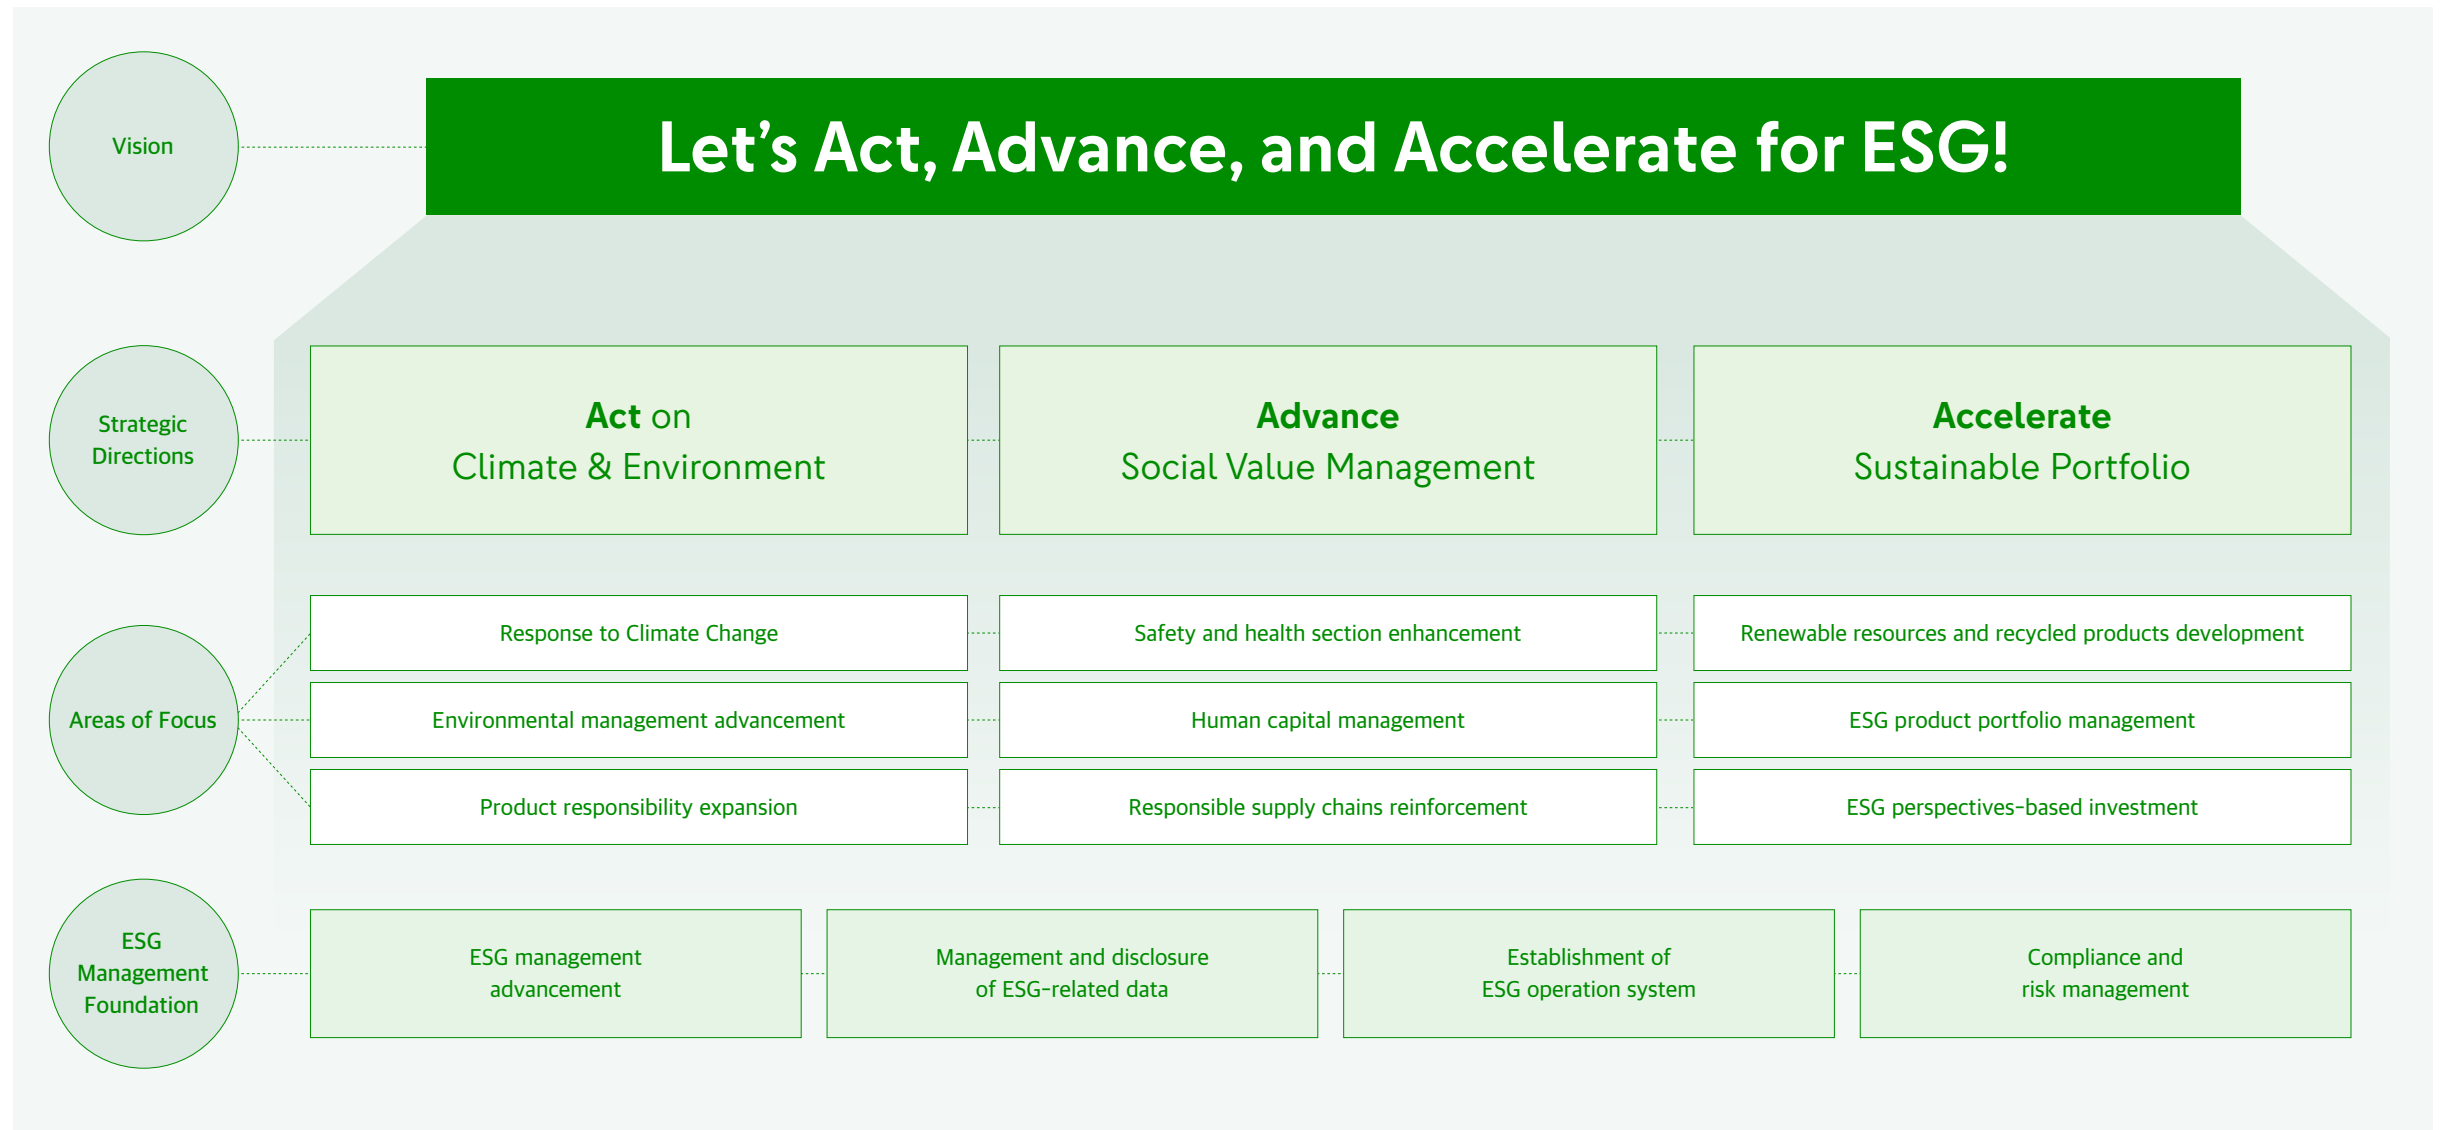 Vision
Let’s Act, Advance, and Accelerate for ESG!
Strategic
Directions
Act on
Climate & Environment
Advance
Social Value Management
Accelerate
Sustainable Portfolio
Areas of Focus
Response to Climate Change
Safety and health section enhancement
Renewable resources and recycled products development
Environmental management advancement
Human capital management
ESG product portfolio management
Product responsibility expansion
Responsible supply chains reinforcement
ESG perspectives-based investment
ESG
Management
Foundation
ESG management
advancement
Management and disclosure
of ESG-related data
Establishment of
ESG operation system
Compliance and
risk management